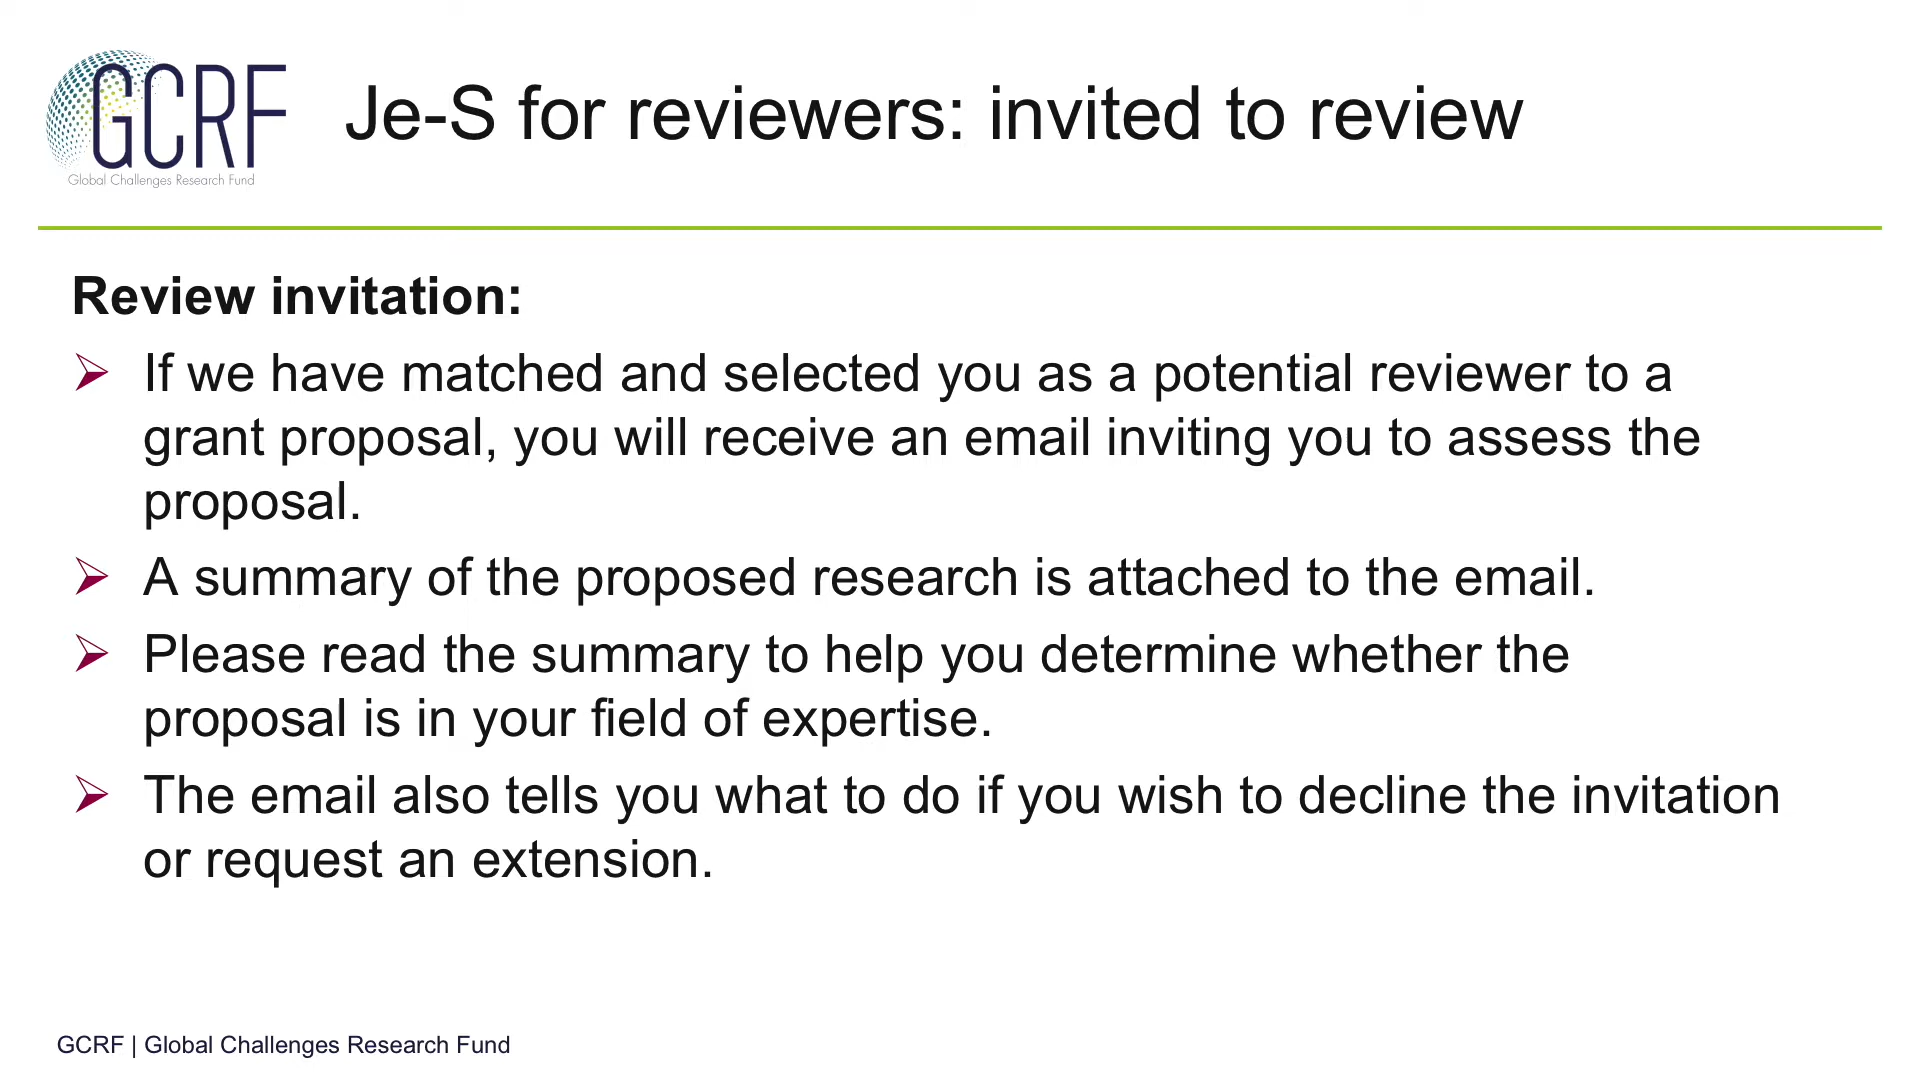 GCRF
Global Challenges Research Fund
Je-S for reviewers: invited to review
Review invitation:
If we have matched and selected you as a potential reviewer to a
grant proposal, you will receive an email inviting you to assess the
proposal.
A summary of the proposed research is attached to the email.
Please read the summary to help you determine whether the
proposal is in your field of expertise.
The email also tells you what to do if you wish to decline the invitation
or request an extension.
GCRF | Global Challenges Research Fund